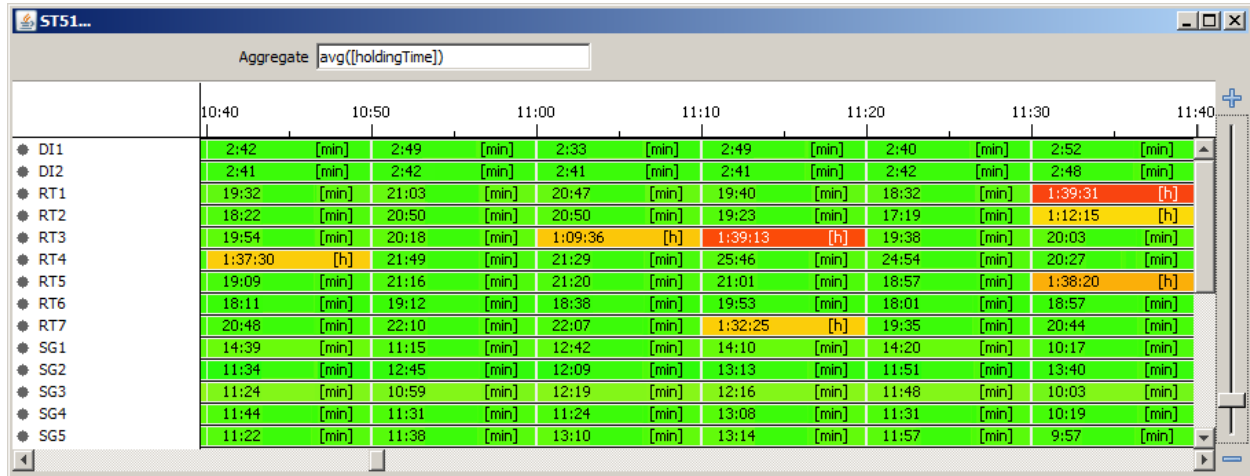 ST51...
Aggregate avg([holdingTime])
10:40 10:50 11:00 11:10 11:20 11:30 11:40
DI1 2:42 [min] 2:49 [min] 2:33 [min] 2:49 [min] 2:40 [min] 2:52 [min]
DI2 2:41 [min] 2:42 [min] 2:41 [min] 2:41 [min] 2:42 [min] 2:48 [min]
RT1 19:32 [min] 21:03 [min] 20:47 [min] 19:40 [min] 18:32 [min] 1:39:31 [h]
RT2 18:22 [min] 20:50 [min] 20:50 [min] 19:23 [min] 17:19 [min] 1:12:15 [h]
RT3 19:54 [min] 20:18 [min] 1:09:36 [h] 1:39:13 [h] 19:38 [min] 20:03 [min]
RT4 1:37:30 [h] 21:49 [min] 21:29 [min] 25:46 [min] 24:54 [min] 20:27 [min]
RT5 19:09 [min] 21:16 [min] 21:20 [min] 21:01 [min] 18:57 [min] 1:38:20 [h]
RT6 18:11 [min] 19:12 [min] 18:38 [min] 19:53 [min] 18:01 [min] 18:57 [min]
RT7 20:48 [min] 22:10 [min] 22:07 [min] 1:32:25 [h] 19:35 [min] 20:44 [min]
SG1 14:39 [min] 11:15 [min] 12:42 [min] 14:10 [min] 14:20 [min] 10:17 [min]
SG2 11:34 [min] 12:45 [min] 12:09 [min] 13:13 [min] 11:51 [min] 13:40 [min]
SG3 11:24 [min] 10:59 [min] 12:19 [min] 12:16 [min] 11:48 [min] 10:03 [min]
SG4 11:44 [min] 11:31 [min] 11:24 [min] 13:08 [min] 11:31 [min] 10:19 [min]
SG5 11:22 [min] 11:38 [min] 13:10 [min] 13:14 [min] 11:57 [min] 9:57 [min]